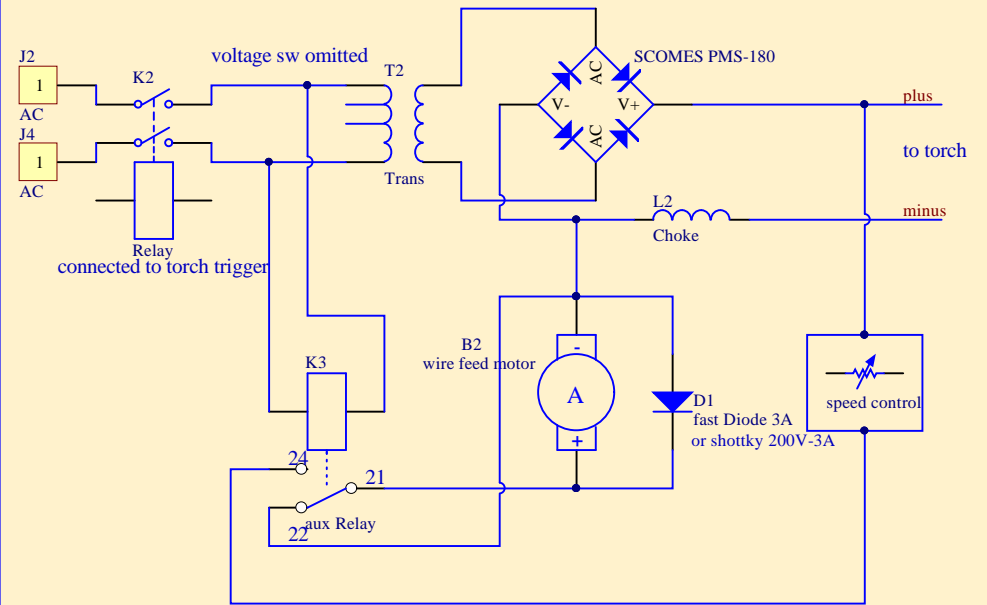 J2
1
AC
J4
1
AC
K2
Relay
connected to torch trigger
voltage sw omitted
T2
Trans
SCOMES PMS-180
AC
V-
V+
AC
plus
to torch
minus
L2
Choke
B2
wire feed motor
-
A
+
D1
fast Diode 3A
or shottky 200V-3A
speed control
K3
24
21
22
aux Relay